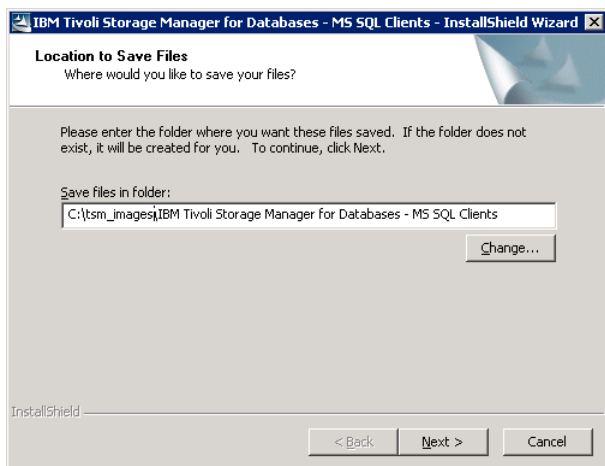 IBM Tivoli Storage Manager for Databases - MS SQL Clients - InstallShield Wizard
Location to Save Files
Where would you like to save your files?
Please enter the folder where you want these files saved. If the folder does not
exist, it will be created for you. To continue, click Next.
Save files in folder:
C:\tsm_images\IBM Tivoli Storage Manager for Databases - MS SQL Clients
Change...
InstallShield
< Back Next > Cancel